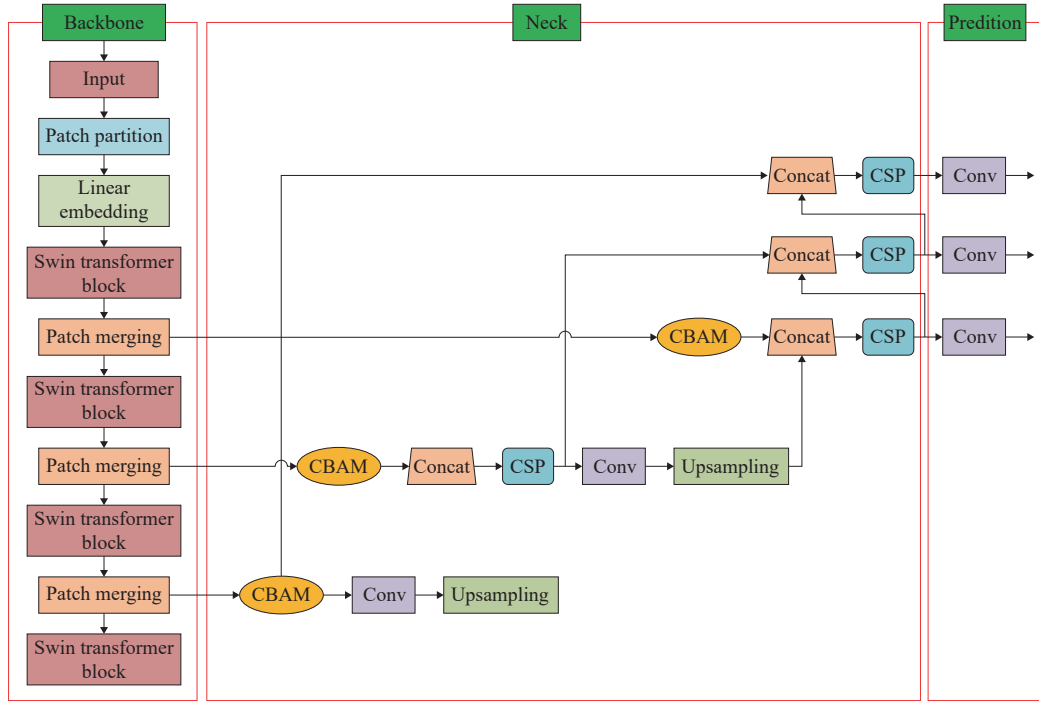 Backbone
Neck
Predition
Input
Patch partition
Linear
embedding
Swin transformer
block
Patch merging
Swin transformer
block
Patch merging
Swin transformer
block
Patch merging
Swin transformer
block
Concat
CSP
Conv
Concat
CSP
Conv
CBAM
Concat
CSP
Conv
CBAM
Concat
CSP
Conv
Upsampling
CBAM
Conv
Upsampling